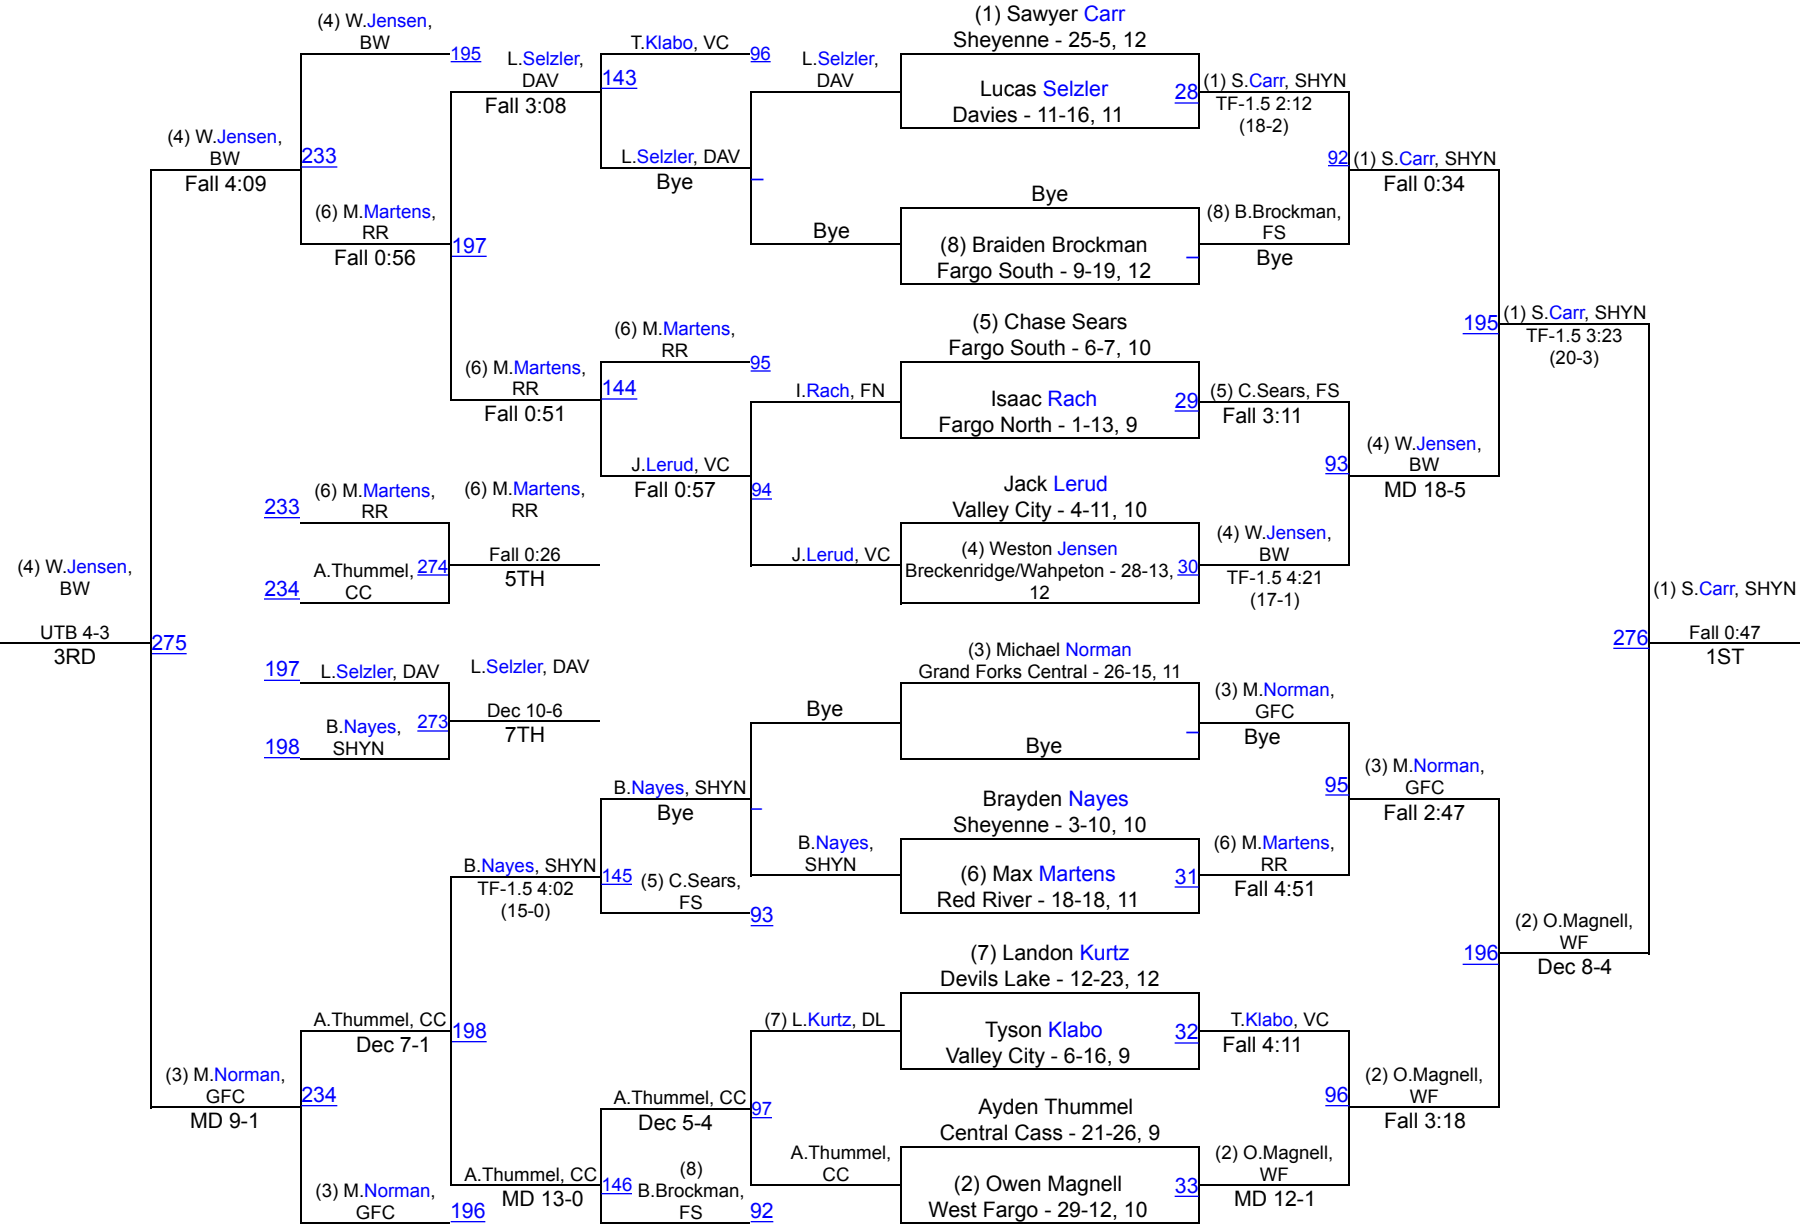 (4) W.Jensen,
BW
195
(4) W.Jensen,
BW
Fall 4:09
233
(6) M.Martens,
RR
Fall 0:56
L.Selzler,
DAV
Fall 3:08
197
T.Klabo, VC
96
143
L.Selzler, DAV
Bye
L.Selzler,
DAV
Bye
(1) Sawyer Carr
Sheyenne - 25-5, 12
Lucas Selzler
Davies - 11-16, 11
28
(1) S.Carr, SHYN
TF-1.5 2:12
(18-2)
Bye
(8) Braiden Brockman
Fargo South - 9-19, 12
(8) B.Brockman,
FS
Bye
92
(1) S.Carr, SHYN
Fall 0:34
(6) M.Martens,
RR
Fall 0:51
(6) M.Martens,
RR
95
144
J.Lerud, VC
Fall 0:57
94
I.Rach, FN
J.Lerud, VC
(5) Chase Sears
Fargo South - 6-7, 10
Isaac Rach
Fargo North - 1-13, 9
29
(5) C.Sears, FS
Fall 3:11
Jack Lerud
Valley City - 4-11, 10
(4) Weston Jensen
Breckenridge/Wahpeton - 28-13,
12
30
(4) W.Jensen,
BW
TF-1.5 4:21
(17-1)
93
(4) W.Jensen,
BW
MD 18-5
195
(1) S.Carr, SHYN
TF-1.5 3:23
(20-3)
233
(6) M.Martens,
RR
234
A.Thummel,
CC
274
(6) M.Martens,
RR
Fall 0:26
5TH
(4) W.Jensen,
BW
UTB 4-3
3RD
275
197
L.Selzler, DAV
198
B.Nayes,
SHYN
273
L.Selzler, DAV
Dec 10-6
7TH
(1) S.Carr, SHYN
276
Fall 0:47
1ST
Bye
(3) Michael Norman
Grand Forks Central - 26-15, 11
Bye
(3) M.Norman,
GFC
Bye
B.Nayes, SHYN
Bye
B.Nayes,
SHYN
Brayden Nayes
Sheyenne - 3-10, 10
(6) Max Martens
Red River - 18-18, 11
31
(6) M.Martens,
RR
Fall 4:51
95
(3) M.Norman,
GFC
Fall 2:47
B.Nayes, SHYN
TF-1.5 4:02
(15-0)
145
(5) C.Sears,
FS
93
196
(2) O.Magnell,
WF
Dec 8-4
A.Thummel, CC
Dec 7-1
198
(7) L.Kurtz, DL
(7) Landon Kurtz
Devils Lake - 12-23, 12
Tyson Klabo
Valley City - 6-16, 9
32
T.Klabo, VC
Fall 4:11
(3) M.Norman,
GFC
MD 9-1
234
A.Thummel, CC
Dec 5-4
97
A.Thummel,
CC
Ayden Thummel
Central Cass - 21-26, 9
(2) Owen Magnell
West Fargo - 29-12, 10
33
(2) O.Magnell,
WF
MD 12-1
96
(2) O.Magnell,
WF
Fall 3:18
(3) M.Norman,
GFC
196
A.Thummel, CC
MD 13-0
146
(8)
B.Brockman,
FS
92